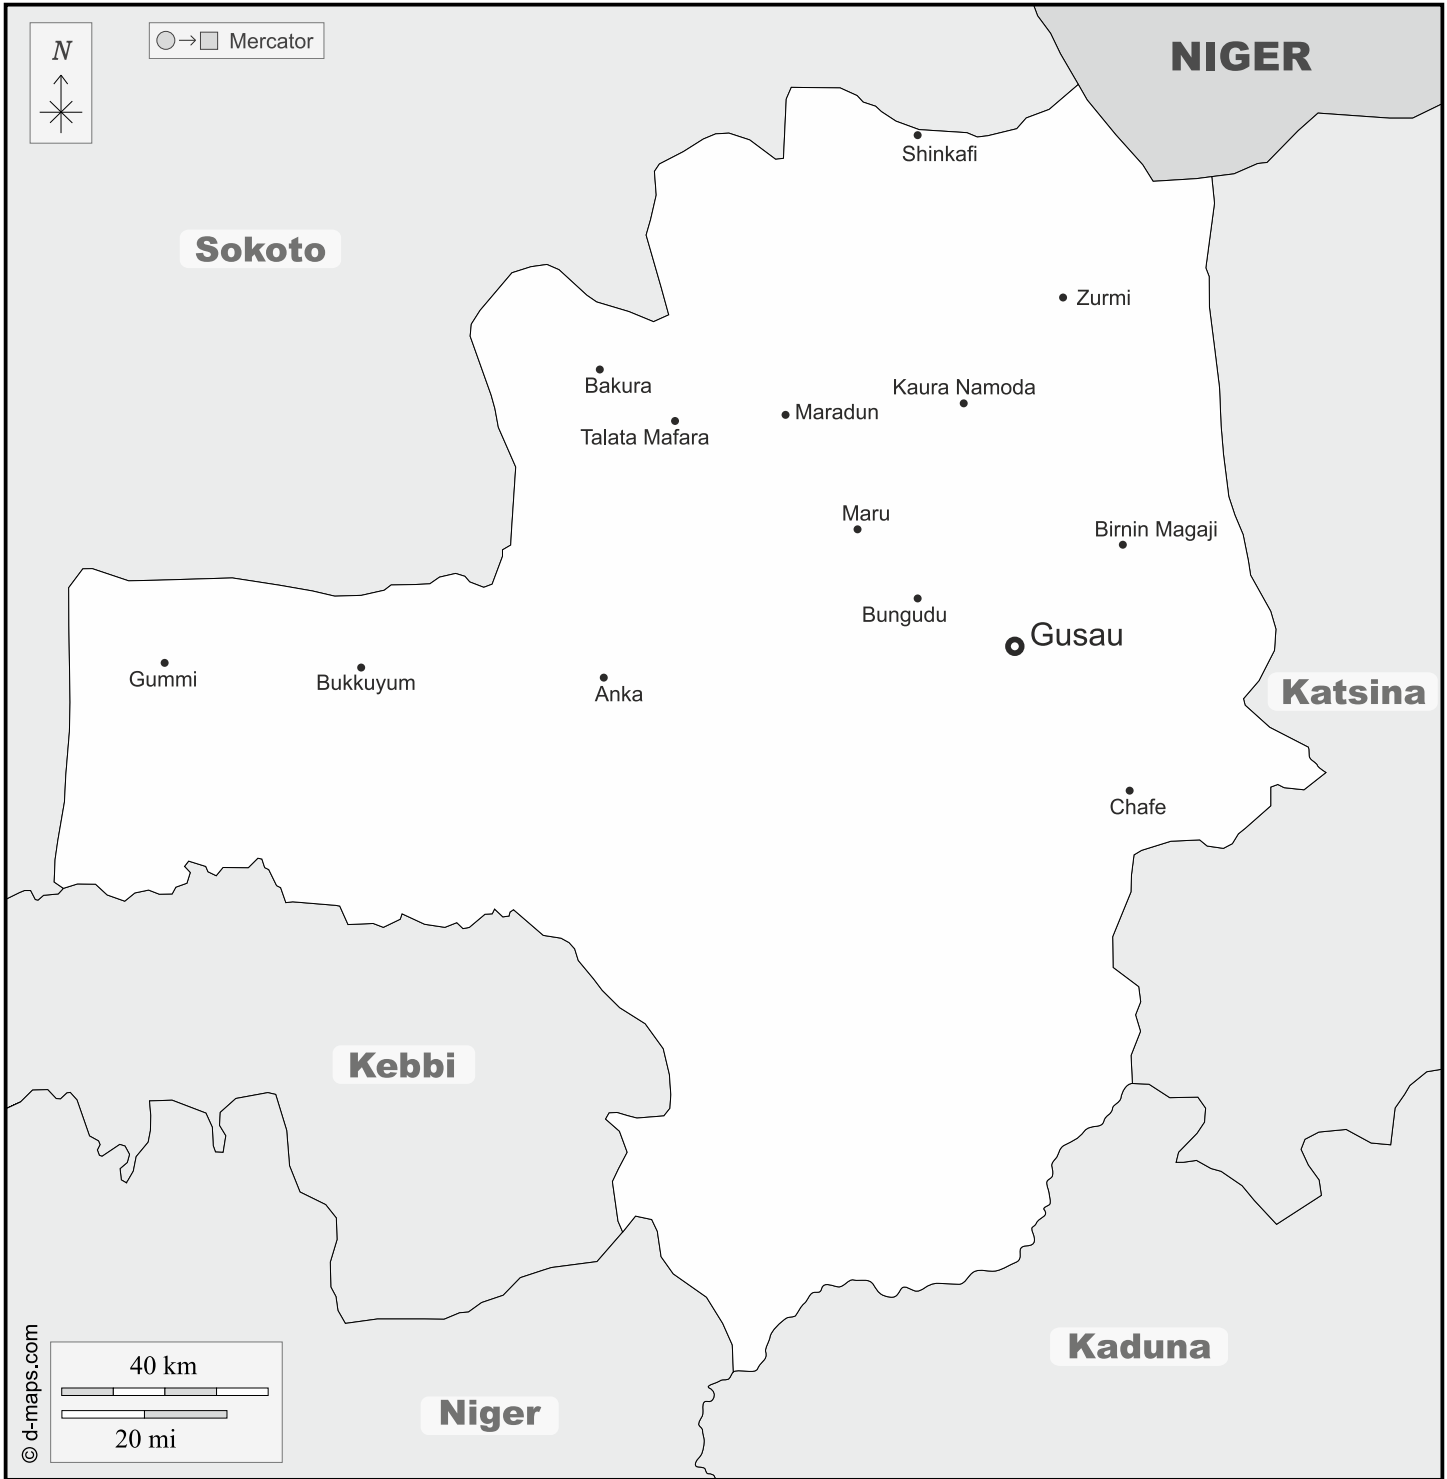 N
Mercator
NIGER
Shinkafi
Sokoto
Zurmi
Bakura
Kaura Namoda
Maradun
Talata Mafara
Maru
Birnin Magaji
Bungudu
Gusau
Gummi
Bukkuyum
Anka
Katsina
Chafe
Kebbi
Kaduna
Niger
40 km
20 mi
© d-maps.com